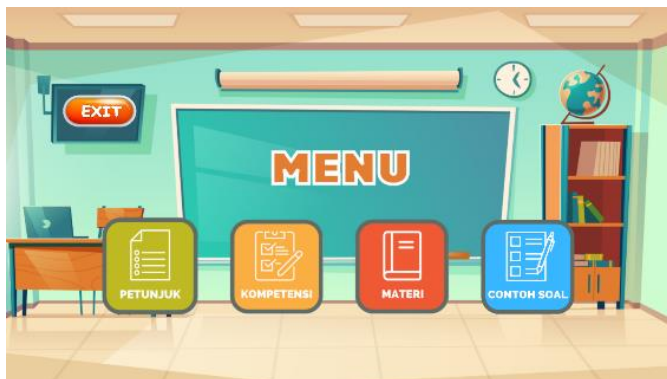 EXIT
MENU
PETUNJUK
KOMPETENSI
MATERI
CONTOH SOAL